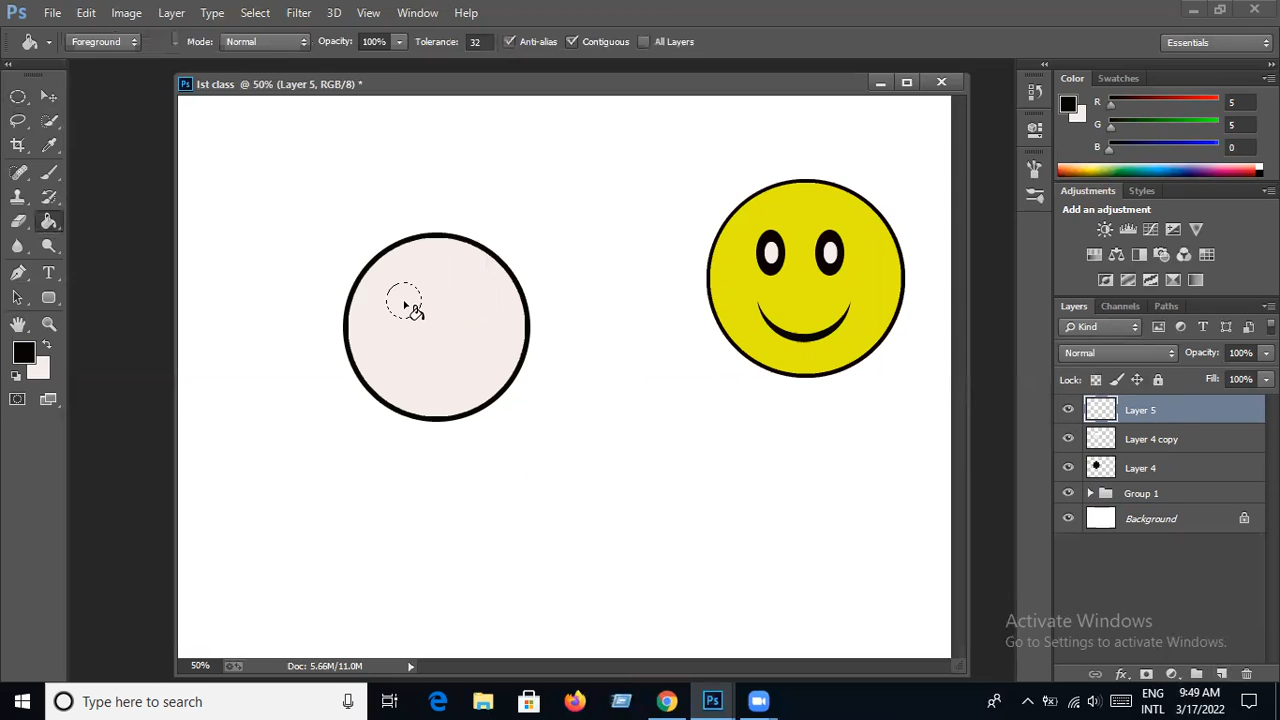 Ps File Edit Image Layer Type Select Filter 3D View Window Help
Foreground Mode: Normal Opacity: 100% Tolerance: 32 Anti-alias Contiguous All Layers Essentials
Ps Ist class @ 50% (Layer 5, RGB/8) *
Color Swatches
R 5
G 5
B 0
Adjustments Styles
Add an adjustment
Layers Channels Paths
Kind
Normal Opacity: 100%
Lock: Fill: 100%
Layer 5
Layer 4 copy
Layer 4
Group 1
Background
Activate Windows
Go to Settings to activate Windows.
50% Doc: 5.66M/11.0M
Type here to search
ENG 9:49 AM
INTL 3/17/2022